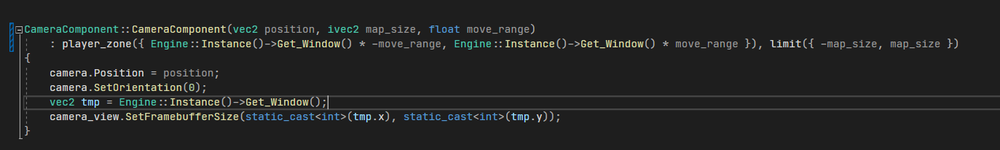 CameraComponent::CameraComponent(vec2 position, ivec2 map_size, float move_range)
    : player_zone({ Engine::Instance()->Get_Window() * -move_range, Engine::Instance()->Get_Window() * move_range }), limit({ -map_size, map_size })
{
    camera.Position = position;
    camera.SetOrientation(0);
    vec2 tmp = Engine::Instance()->Get_Window();
    camera_view.SetFramebufferSize(static_cast<int>(tmp.x), static_cast<int>(tmp.y));
}